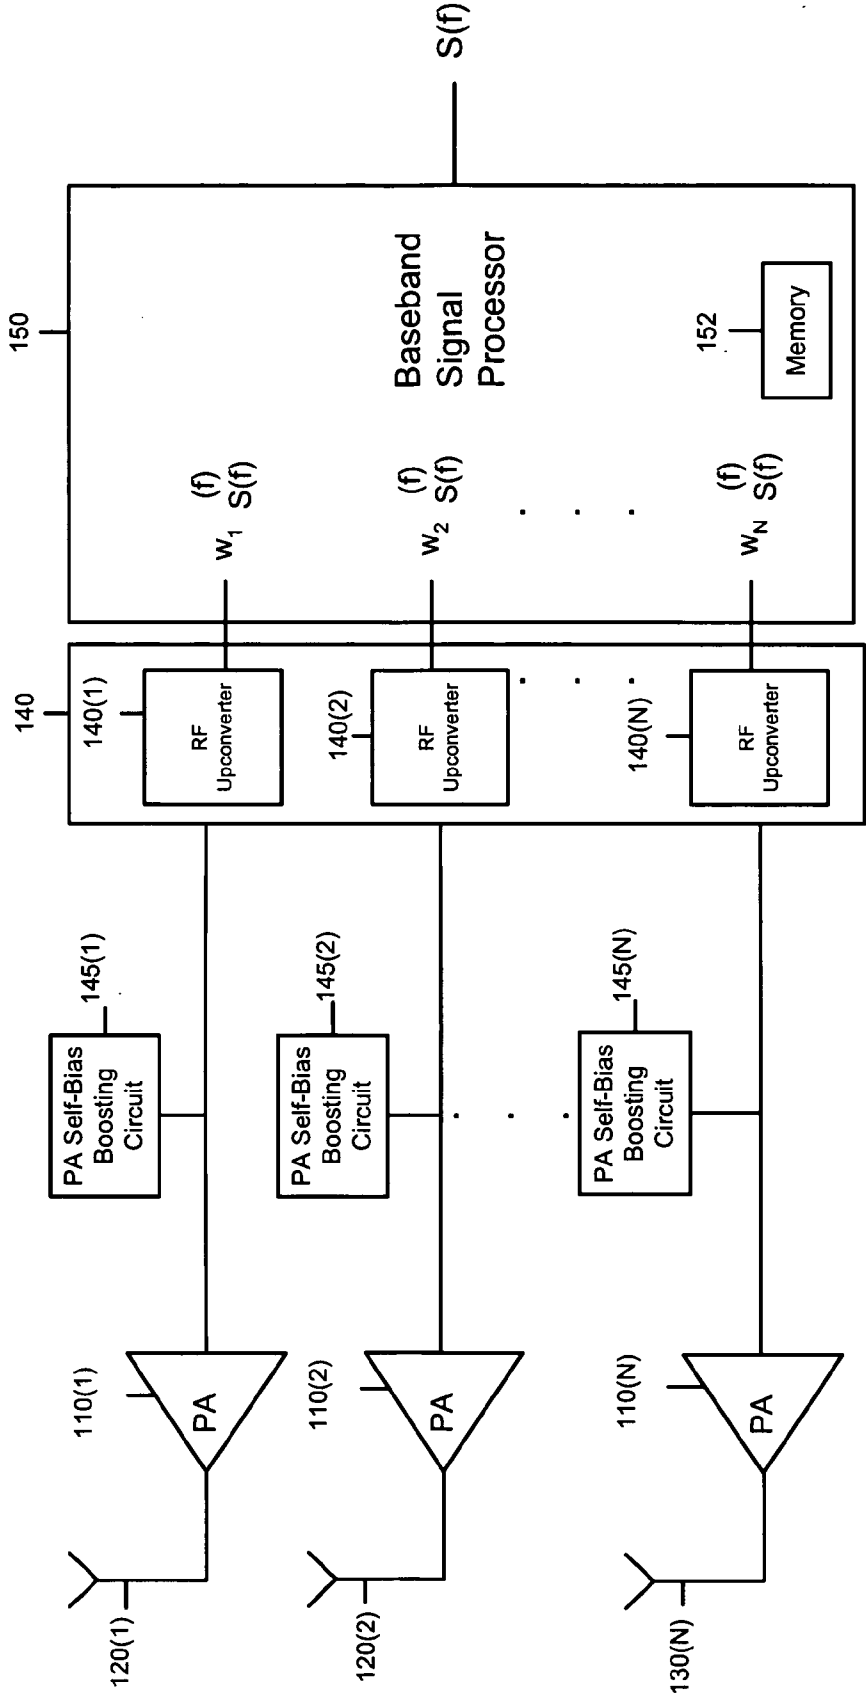 120(1)
110(1)
PA
PA Self-Bias
Boosting
Circuit
145(1)
140
140(1)
RF
Upconverter
150
w1
(f)
S(f)
120(2)
110(2)
PA
PA Self-Bias
Boosting
Circuit
145(2)
140(2)
RF
Upconverter
w2
(f)
S(f)
Baseband
Signal
Processor
S(f)
. . .
. . .
. . .
130(N)
110(N)
PA
PA Self-Bias
Boosting
Circuit
145(N)
140(N)
RF
Upconverter
wN
(f)
S(f)
152
Memory